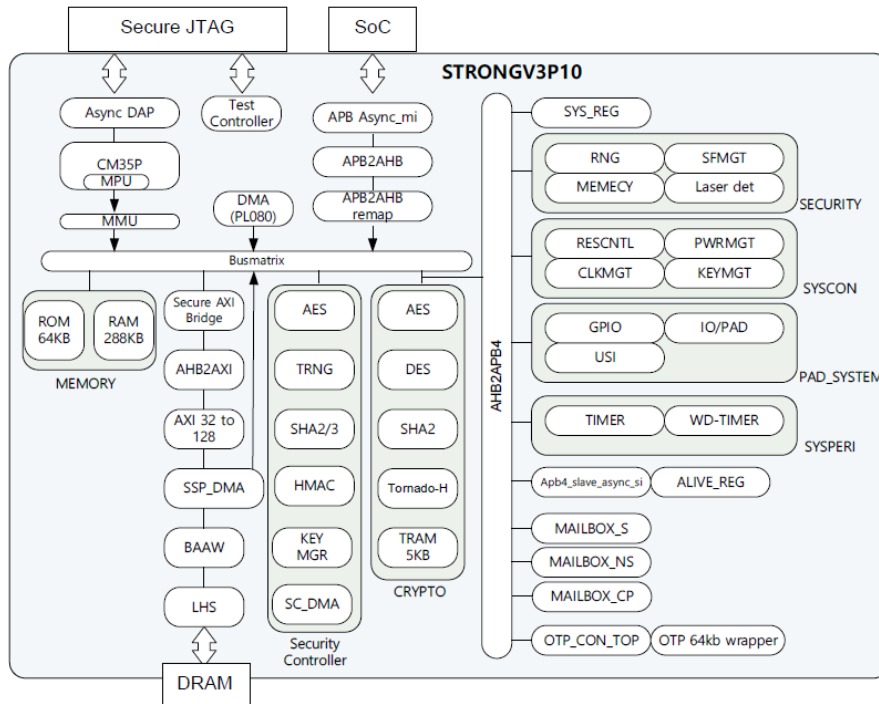 Secure JTAG
SoC
STRONGV3P10
Async DAP
Test
Controller
APB Async_mi
CM35P
MPU
APB2AHB
MMU
DMA
(PL080)
APB2AHB
remap
Busmatrix
ROM
64KB
RAM
288KB
MEMORY
Secure AXI
Bridge
AHB2AXI
AXI 32 to
128
SSP_DMA
BAAW
LHS
DRAM
AES
TRNG
SHA2/3
HMAC
KEY
MGR
SC_DMA
Security
Controller
AES
DES
SHA2
Tornado-H
TRAM
5KB
CRYPTO
AHB2APB4
SYS_REG
RNG
SFMGT
MEMECY
Laser det
SECURITY
RESCNTL
PWRMGT
CLKMGT
KEYMGT
SYSCON
GPIO
IO/PAD
USI
PAD_SYSTEM
TIMER
WD-TIMER
SYSPERI
Apb4_slave_async_si
ALIVE_REG
MAILBOX_S
MAILBOX_NS
MAILBOX_CP
OTP_CON_TOP
OTP 64kb wrapper